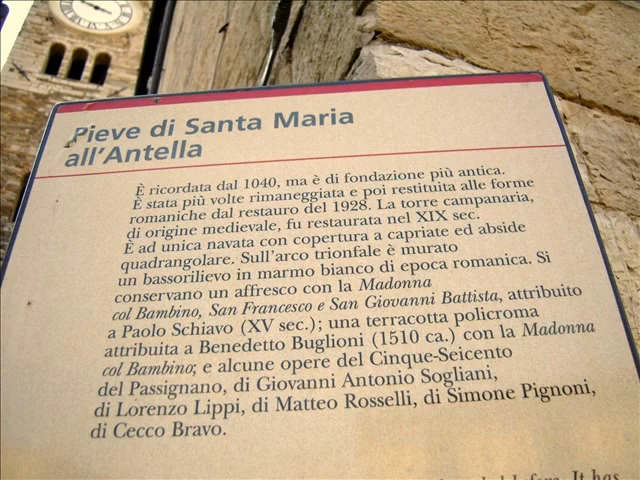 Pieve di Santa Maria
all'Antella
È ricordata dal 1040, ma è di fondazione più antica.
È stata più volte rimaneggiata e poi restituita alle forme
romaniche dal restauro del 1928. La torre campanaria,
di origine medievale, fu restaurata nel XIX sec.
È ad unica navata con copertura a capriate ed abside
quadrangolare. Sull'arco trionfale è murato
un bassorilievo in marmo bianco di epoca romanica. Si
conservano un affresco con la Madonna
col Bambino, San Francesco e San Giovanni Battista, attribuito
a Paolo Schiavo (XV sec.); una terracotta policroma
attribuita a Benedetto Buglioni (1510 ca.) con la Madonna
col Bambino; e alcune opere del Cinque-Seicento
del Passignano, di Giovanni Antonio Sogliani,
di Lorenzo Lippi, di Matteo Rosselli, di Simone Pignoni,
di Cecco Bravo.
It has